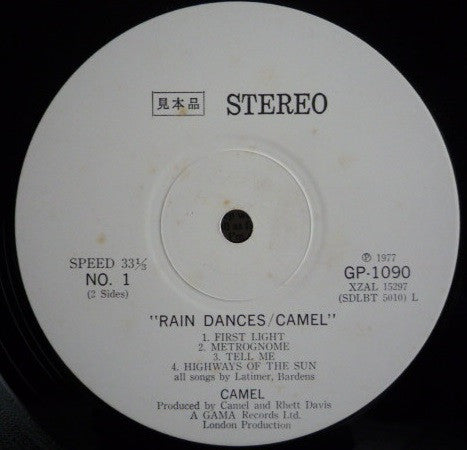 見本品 STEREO
SPEED 33⅓
NO. 1
(2 Sides)
℗ 1977
GP-1090
XZAL 15297
(SDLBT 5010) L
"RAIN DANCES/CAMEL"
1. FIRST LIGHT
2. METROGNOME
3. TELL ME
4. HIGHWAYS OF THE SUN
all songs by Latimer, Bardens
CAMEL
Produced by Camel and Rhett Davis
A GAMA Records Ltd.
London Production